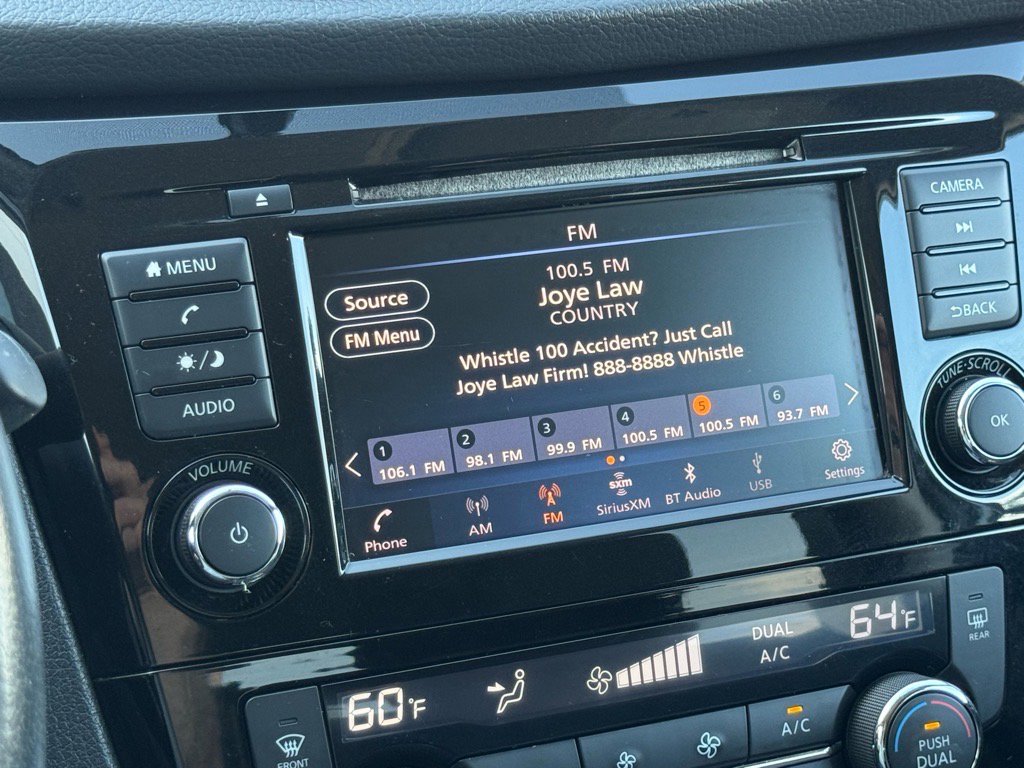 CAMERA
MENU
AUDIO
VOLUME
BACK
TUNE·SCROLL
OK
FM
100.5 FM
Joye Law
COUNTRY
Source
FM Menu
Whistle 100 Accident? Just Call
Joye Law Firm! 888-8888 Whistle
1 106.1 FM
2 98.1 FM
3 99.9 FM
4 100.5 FM
5 100.5 FM
6 93.7 FM
Phone
AM
FM
sxm
SiriusXM
BT Audio
USB
Settings
60°F
DUAL
A/C
64°F
REAR
FRONT
A/C
PUSH
DUAL